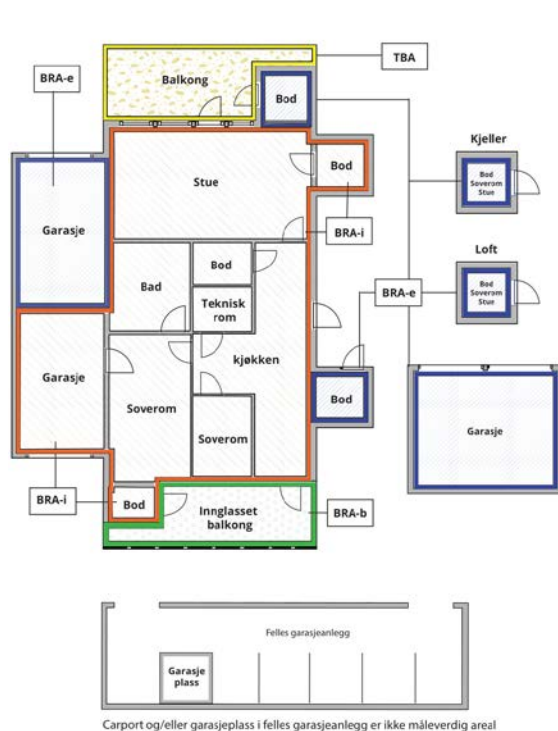 TBA
Balkong
BRA-e
Bod
Kjeller
Bod
Soverom
Stue
Bod
Stue
Garasje
BRA-i
Loft
Bod
Soverom
Stue
Bod
Bad
Teknisk
rom
BRA-e
kjøkken
Garasje
Soverom
Bod
Garasje
Soverom
BRA-i
Bod
Innglasset
balkong
BRA-b
Felles garasjeanlegg
Garasje
plass
Carport og/eller garasjeplass i felles garasjeanlegg er ikke måleverdig areal